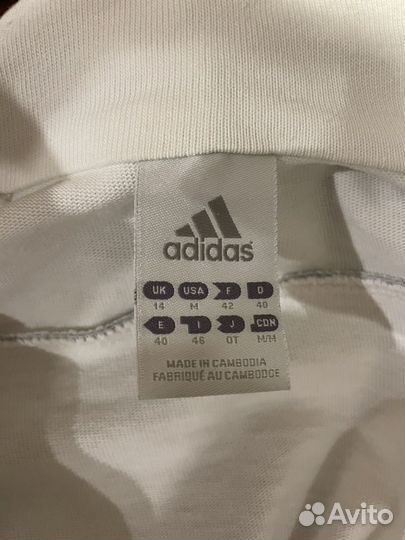 adidas
UK USA F D
14 M 42 40
E I J CDN
40 46 OT M/M
MADE IN CAMBODIA
FABRIQUÉ AU CAMBODGE
Avito